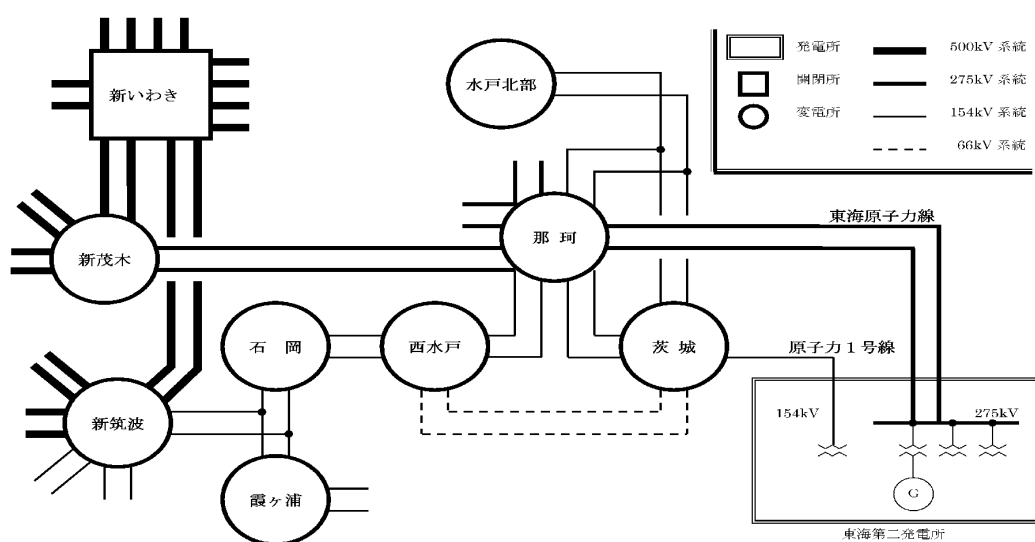 発電所
500kV 系統
開閉所
275kV 系統
変電所
154kV 系統
66kV 系統
新いわき
水戸北部
東海原子力線
那 珂
新茂木
石 岡
西水戸
茨 城
原子力１号線
新筑波
154kV
275kV
霞ヶ浦
G
東海第二発電所